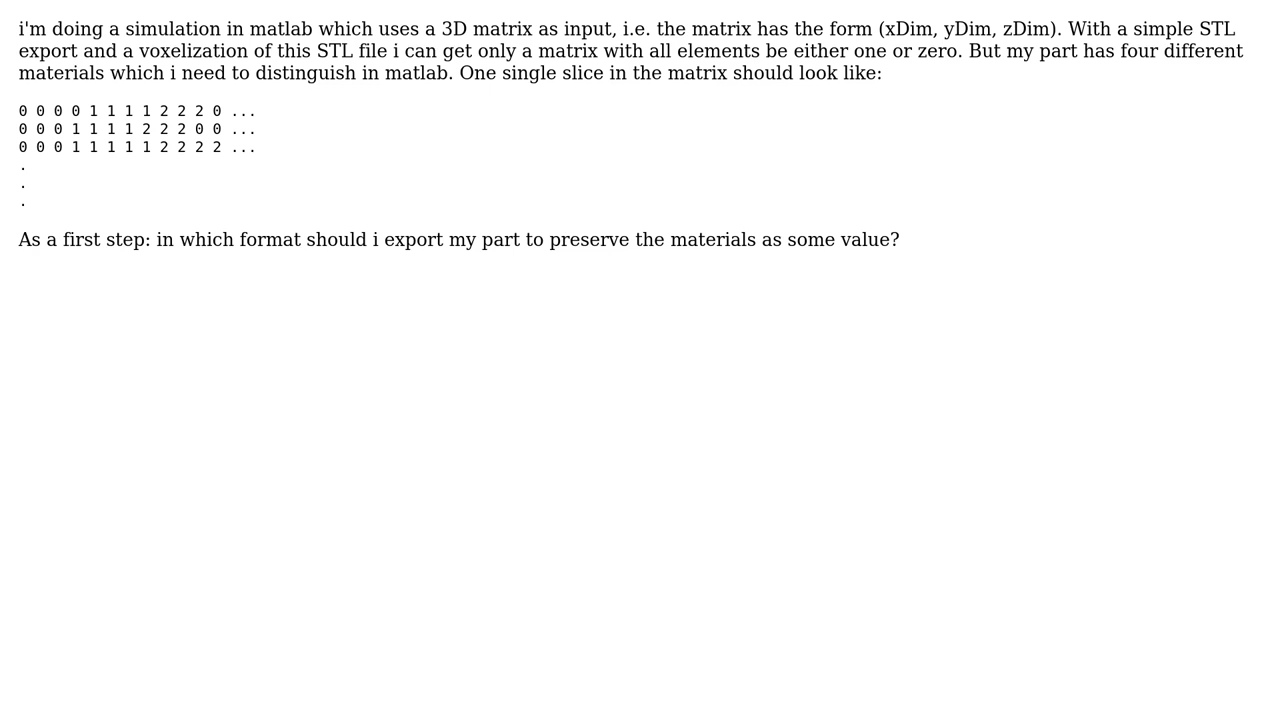 i'm doing a simulation in matlab which uses a 3D matrix as input, i.e. the matrix has the form (xDim, yDim, zDim). With a simple STL
export and a voxelization of this STL file i can get only a matrix with all elements be either one or zero. But my part has four different
materials which i need to distinguish in matlab. One single slice in the matrix should look like:
0 0 0 0 1 1 1 1 2 2 2 0 ...
0 0 0 1 1 1 1 2 2 2 0 0 ...
0 0 0 1 1 1 1 1 2 2 2 2 ...
.
.
.
As a first step: in which format should i export my part to preserve the materials as some value?